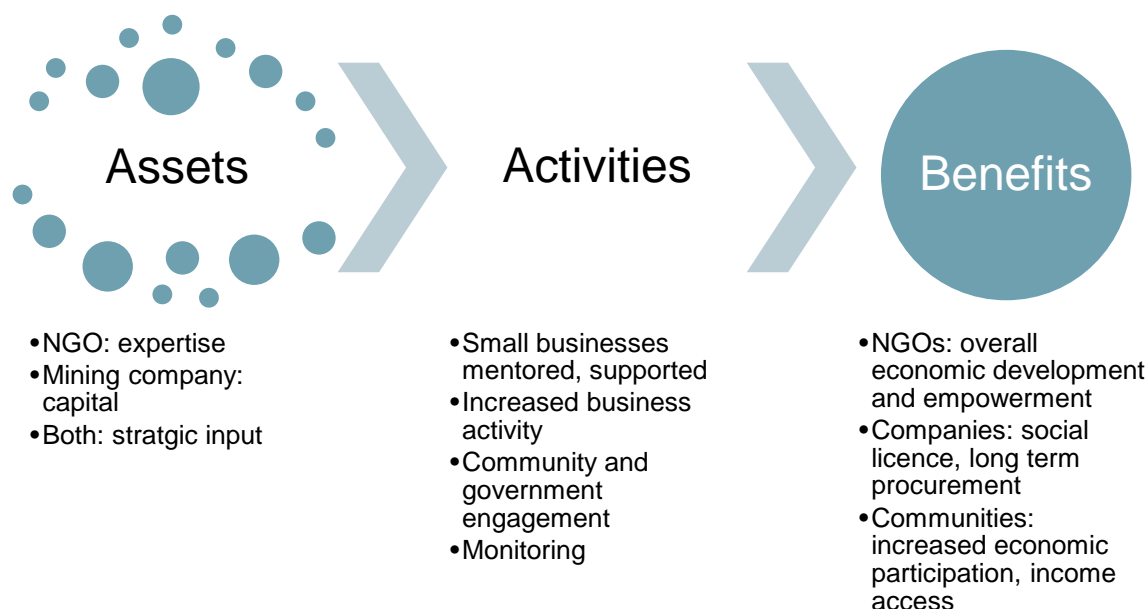 Assets
•NGO: expertise
•Mining company:
capital
•Both: stratgic input
Activities
•Small businesses
mentored, supported
•Increased business
activity
•Community and
government
engagement
•Monitoring
Benefits
•NGOs: overall
economic development
and empowerment
•Companies: social
licence, long term
procurement
•Communities:
increased economic
participation, income
access